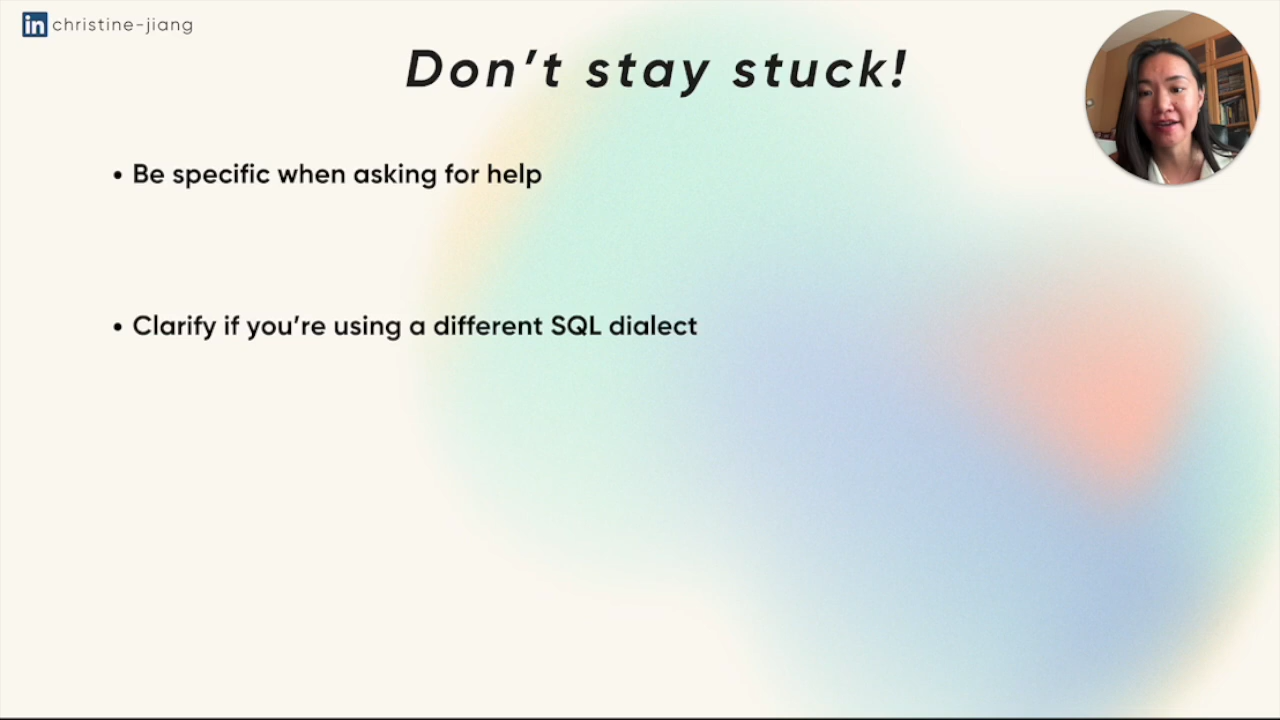 in christine-jiang
Don't stay stuck!
• Be specific when asking for help
• Clarify if you're using a different SQL dialect